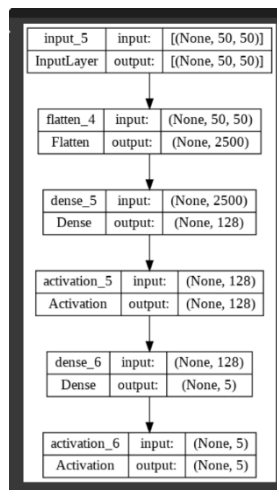 input_5 input: [(None, 50, 50)]
InputLayer output: [(None, 50, 50)]
flatten_4 input: (None, 50, 50)
Flatten output: (None, 2500)
dense_5 input: (None, 2500)
Dense output: (None, 128)
activation_5 input: (None, 128)
Activation output: (None, 128)
dense_6 input: (None, 128)
Dense output: (None, 5)
activation_6 input: (None, 5)
Activation output: (None, 5)